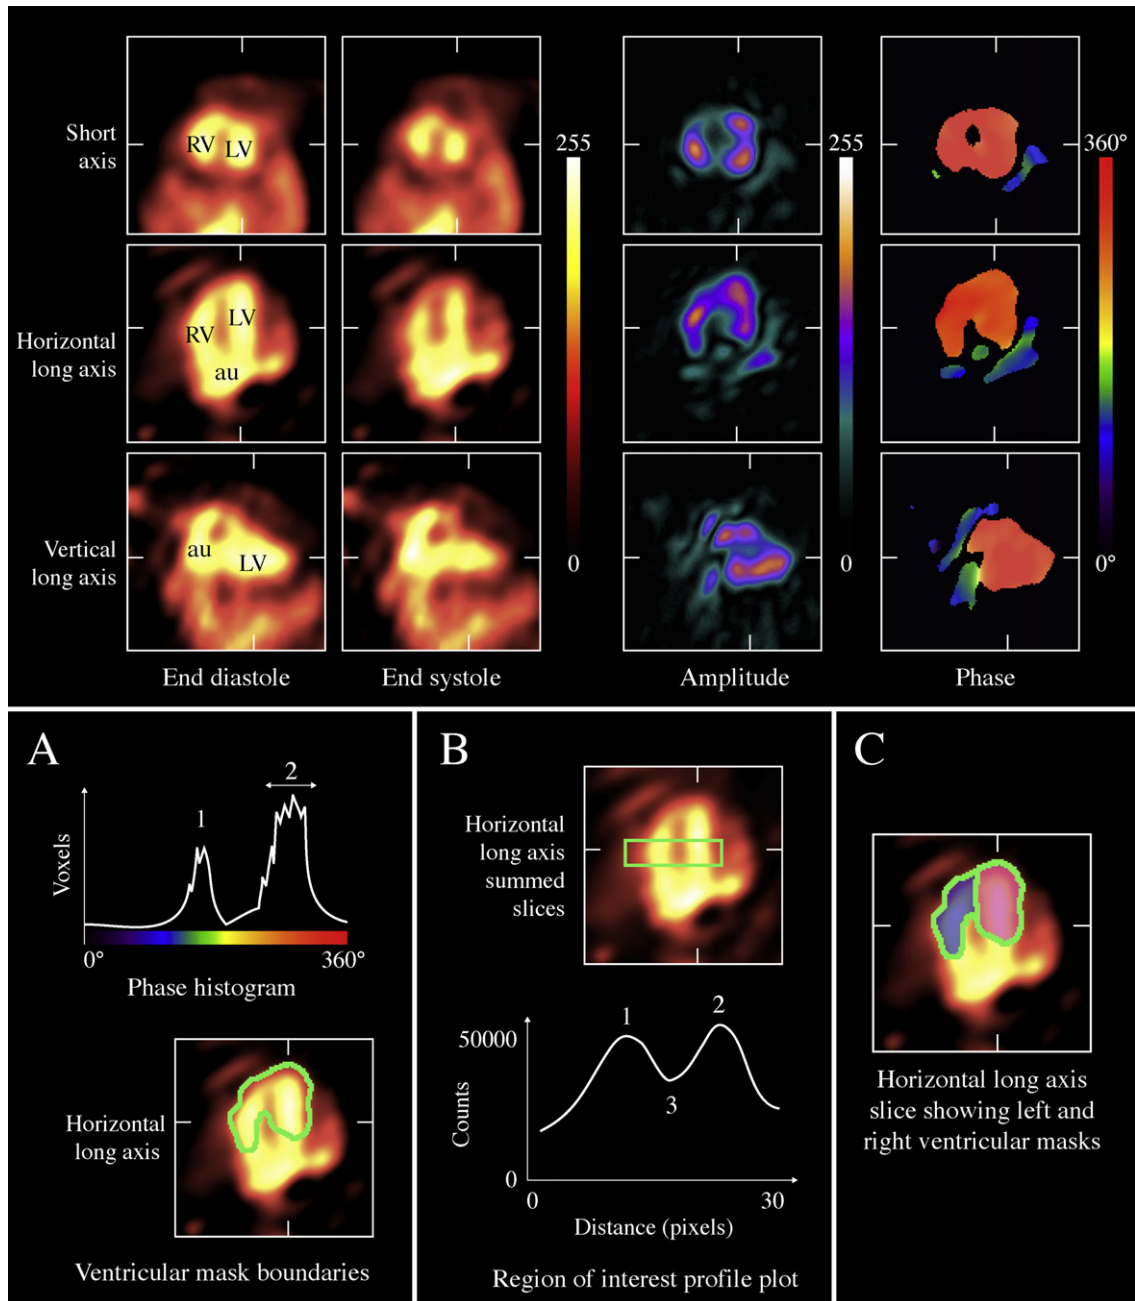 Short
axis
RV
LV
255
0
255
0
360°
0°
Horizontal
long axis
RV
LV
au
Vertical
long axis
au
LV
End diastole
End systole
Amplitude
Phase
A
Voxels
1
2
0°
360°
Phase histogram
Horizontal
long axis
Ventricular mask boundaries
B
Horizontal
long axis
summed
slices
50000
Counts
0
1
2
3
0
30
Distance (pixels)
Region of interest profile plot
C
Horizontal long axis
slice showing left and
right ventricular masks